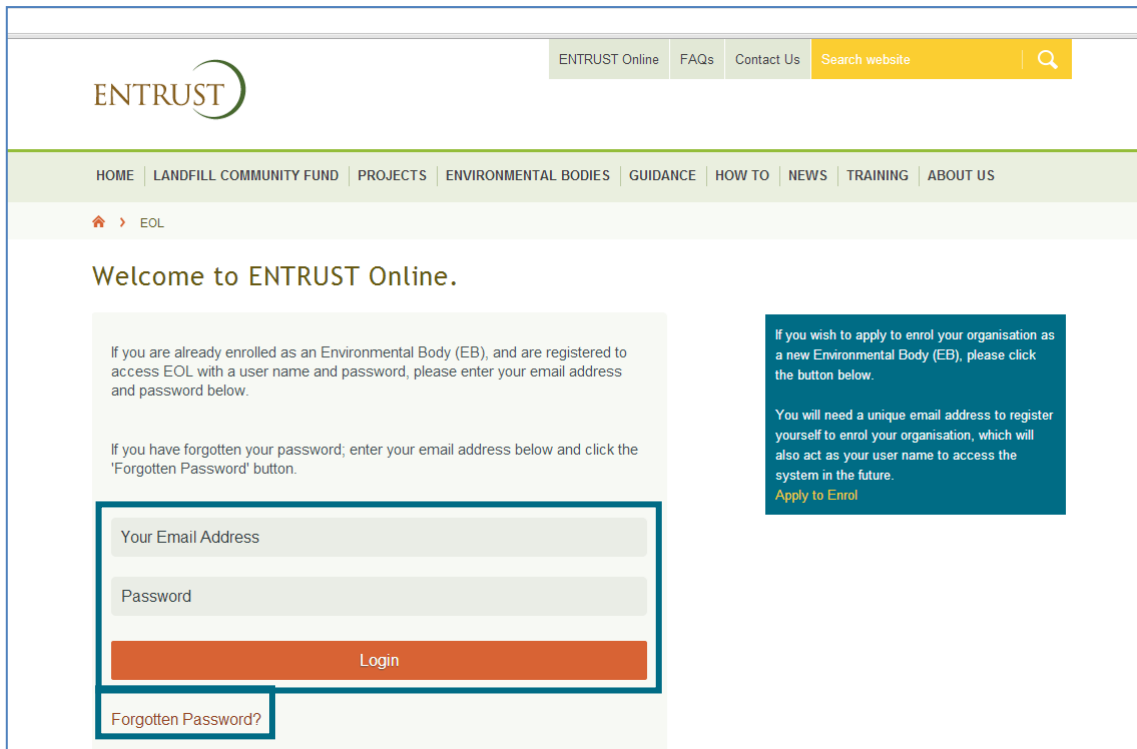 ENTRUST Online FAQs Contact Us Search website
ENTRUST
HOME LANDFILL COMMUNITY FUND PROJECTS ENVIRONMENTAL BODIES GUIDANCE HOW TO NEWS TRAINING ABOUT US
> EOL
Welcome to ENTRUST Online.
If you are already enrolled as an Environmental Body (EB), and are registered to
access EOL with a user name and password, please enter your email address
and password below.
If you have forgotten your password; enter your email address below and click the
'Forgotten Password' button.
Your Email Address
Password
Login
Forgotten Password?
If you wish to apply to enrol your organisation as
a new Environmental Body (EB), please click
the button below.
You will need a unique email address to register
yourself to enrol your organisation, which will
also act as your user name to access the
system in the future.
Apply to Enrol